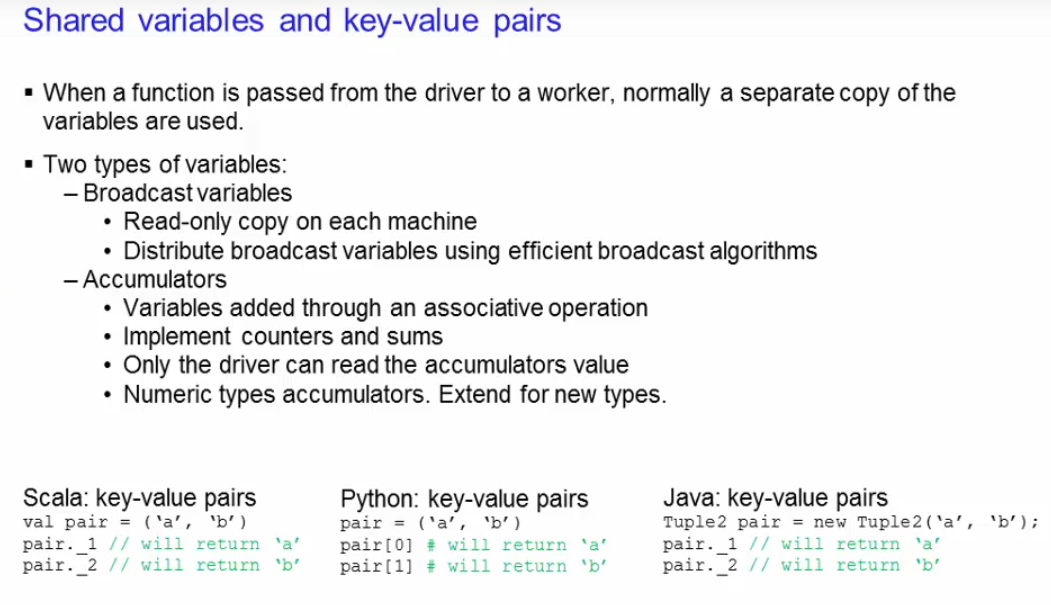 Shared variables and key-value pairs
▪ When a function is passed from the driver to a worker, normally a separate copy of the
variables are used.
▪ Two types of variables:
– Broadcast variables
• Read-only copy on each machine
• Distribute broadcast variables using efficient broadcast algorithms
– Accumulators
• Variables added through an associative operation
• Implement counters and sums
• Only the driver can read the accumulators value
• Numeric types accumulators. Extend for new types.
Scala: key-value pairs
val pair = (‘a’, ‘b’)
pair._1 // will return ‘a’
pair._2 // will return ‘b’
Python: key-value pairs
pair = (‘a’, ‘b’)
pair[0] # will return ‘a’
pair[1] # will return ‘b’
Java: key-value pairs
Tuple2 pair = new Tuple2(‘a’, ‘b’);
pair._1 // will return ‘a’
pair._2 // will return ‘b’